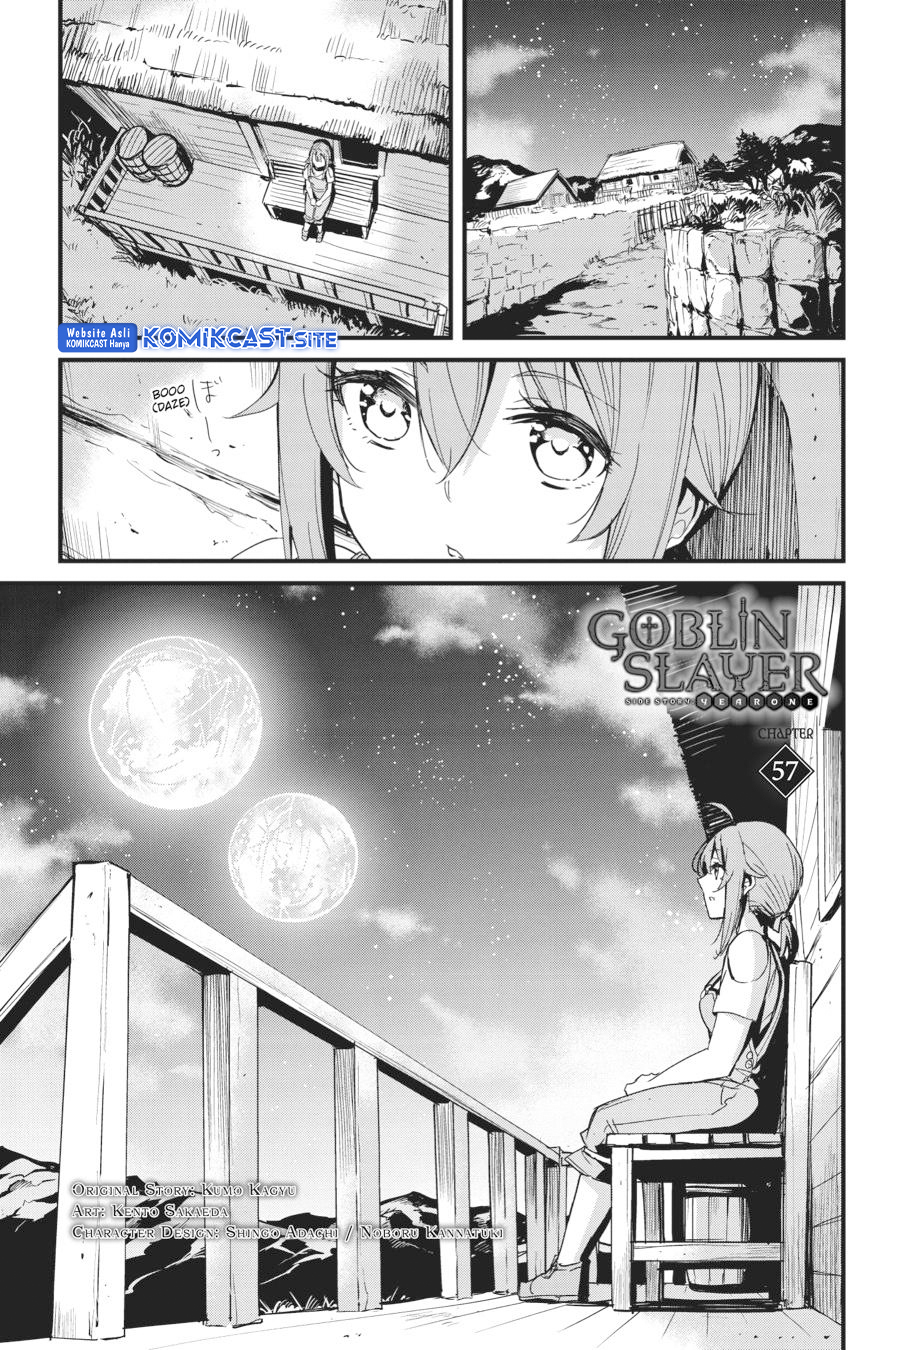 Website Asli
KOMIKCAST Hanya
KOMIKCAST.SITE
BOOO
(DAZE)
ぼーっ
GOBLIN
SLAYER
SIDE STORY: YEAR ONE
CHAPTER
57
Original Story: Kumo Kagyu
Art: Kento Sakaeda
Character Design: Shingo Adachi / Noboru Kannatuki